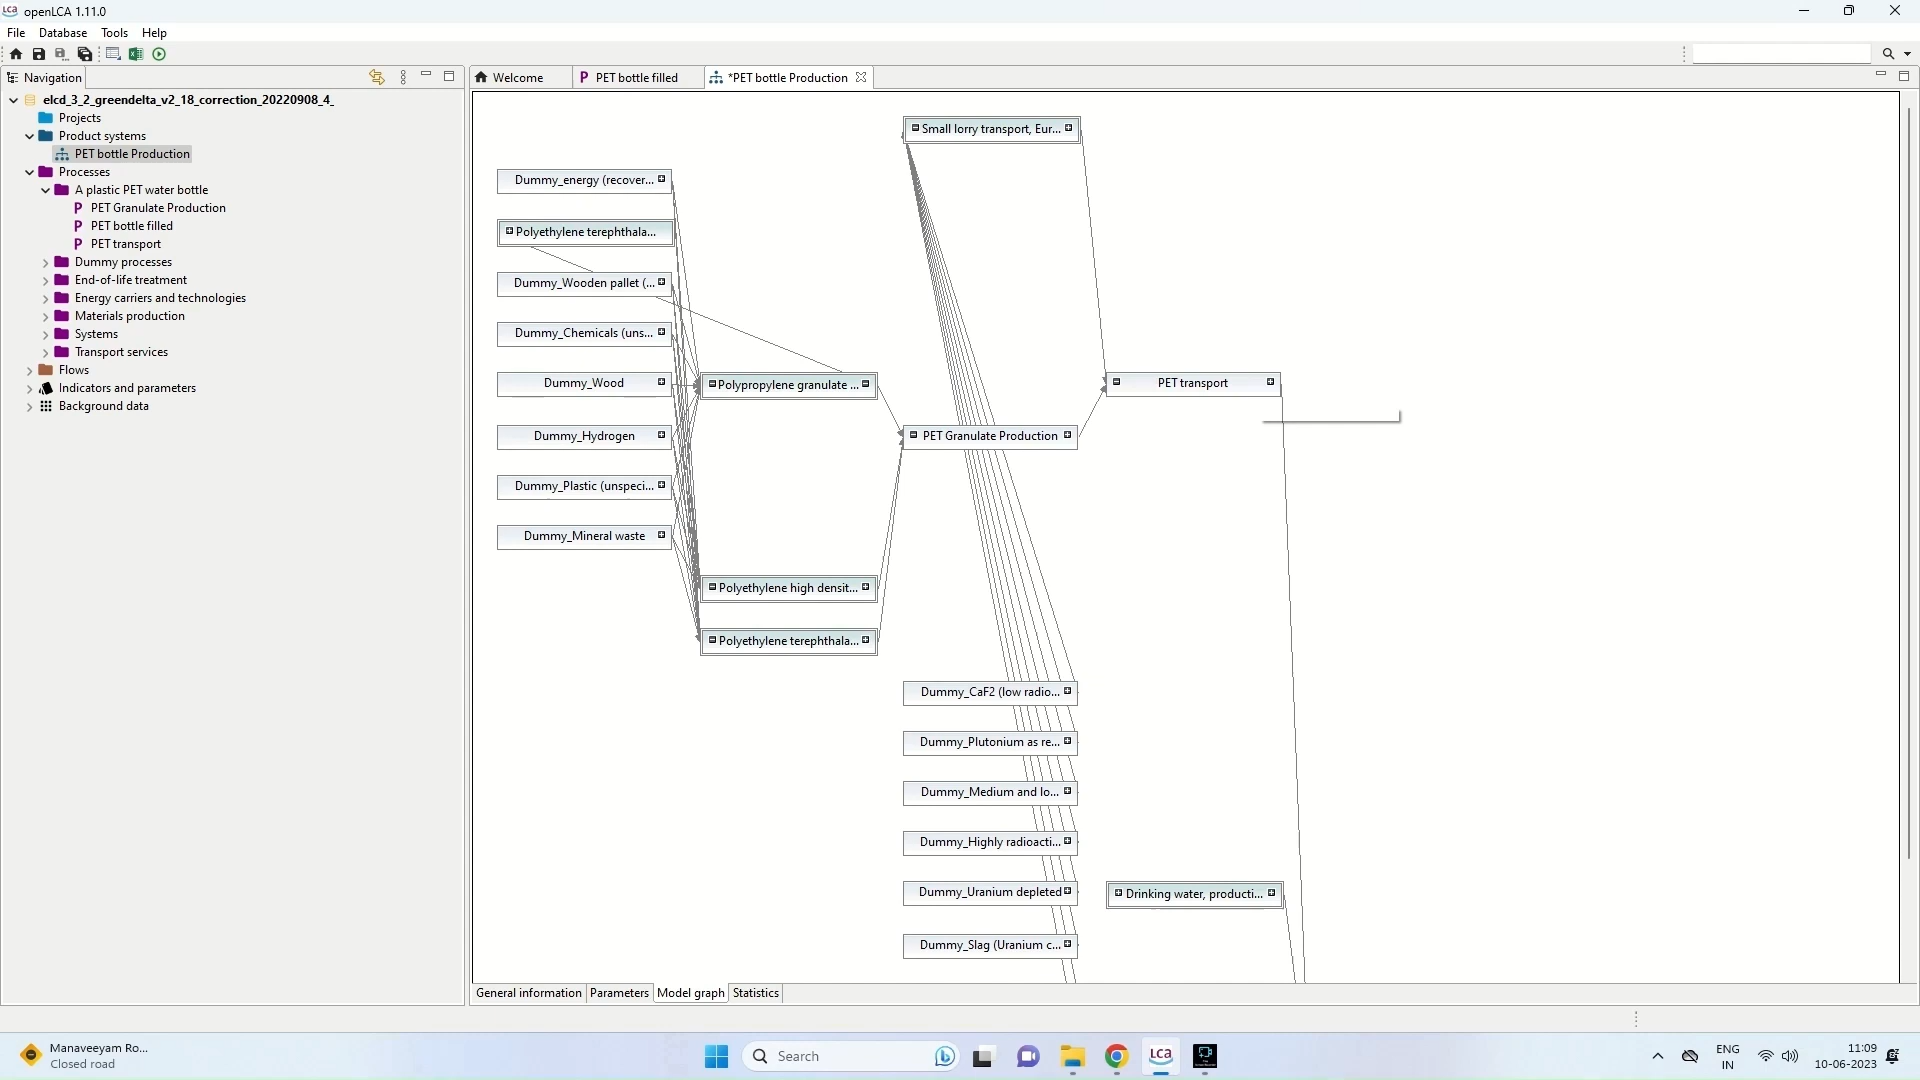 LCA openLCA 1.11.0
File Database Tools Help
Navigation
elcd_3_2_greendelta_v2_18_correction_20220908_4_
Projects
Product systems
PET bottle Production
Processes
A plastic PET water bottle
P PET Granulate Production
P PET bottle filled
P PET transport
Dummy processes
End-of-life treatment
Energy carriers and technologies
Materials production
Systems
Transport services
Flows
Indicators and parameters
Background data
Welcome
P PET bottle filled
*PET bottle Production
Small lorry transport, Eur...
Dummy_energy (recover...
Polyethylene terephthala...
Dummy_Wooden pallet (...
Dummy_Chemicals (uns...
Dummy_Wood
Polypropylene granulate ...
PET transport
Dummy_Hydrogen
PET Granulate Production
Dummy_Plastic (unspeci...
Dummy_Mineral waste
Polyethylene high densit...
Polyethylene terephthala...
Dummy_CaF2 (low radio...
Dummy_Plutonium as re...
Dummy_Medium and lo...
Dummy_Highly radioacti...
Dummy_Uranium depleted
Drinking water, producti...
Dummy_Slag (Uranium c...
General information Parameters Model graph Statistics
Manaveeyam Ro...
Closed road
Search
LCA
ENG
IN
11:09
10-06-2023